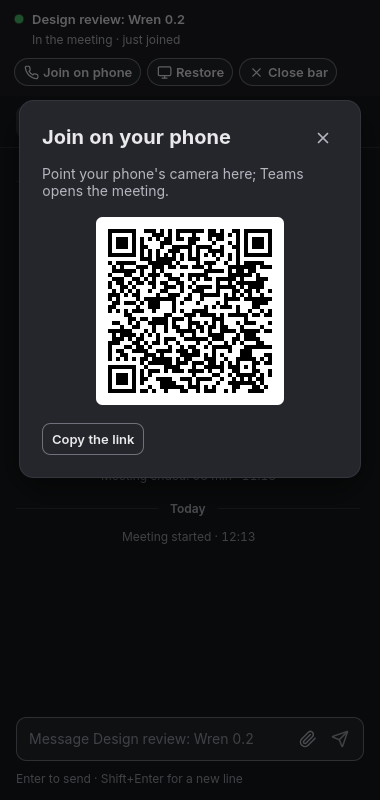 Design review: Wren 0.2
In the meeting · just joined
Join on phone
Restore
Close bar
Join on your phone
Point your phone's camera here; Teams
opens the meeting.
Copy the link
Today
Meeting started · 12:13
Message Design review: Wren 0.2
Enter to send · Shift+Enter for a new line